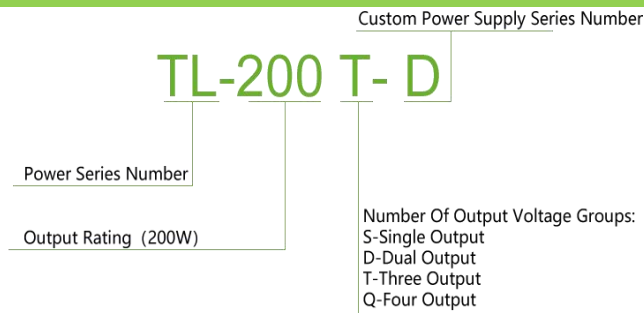 Custom Power Supply Series Number
TL-200 T- D
Power Series Number
Output Rating（200W）
Number Of Output Voltage Groups:
S-Single Output
D-Dual Output
T-Three Output
Q-Four Output